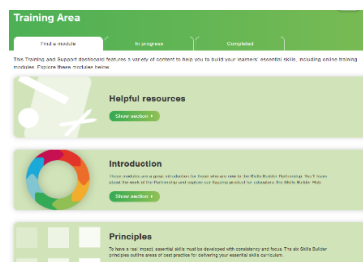 Training Area
Find a module
In progress
Completed
This Training and Support dashboard features a variety of content to help you to build your learners' essential skills, including online training
modules. Explore these modules below.
Helpful resources
Show section
Introduction
These modules are a great introduction for those who are new to the Skills Builder Partnership. You'll learn
about the work of the Partnership and explore our flagship product for educators: the Skills Builder Hub
Show section
Principles
To have a real impact, essential skills must be developed with consistency and focus. The six Skills Builder
principles outline areas of best practice for delivering your essential skills curriculum.